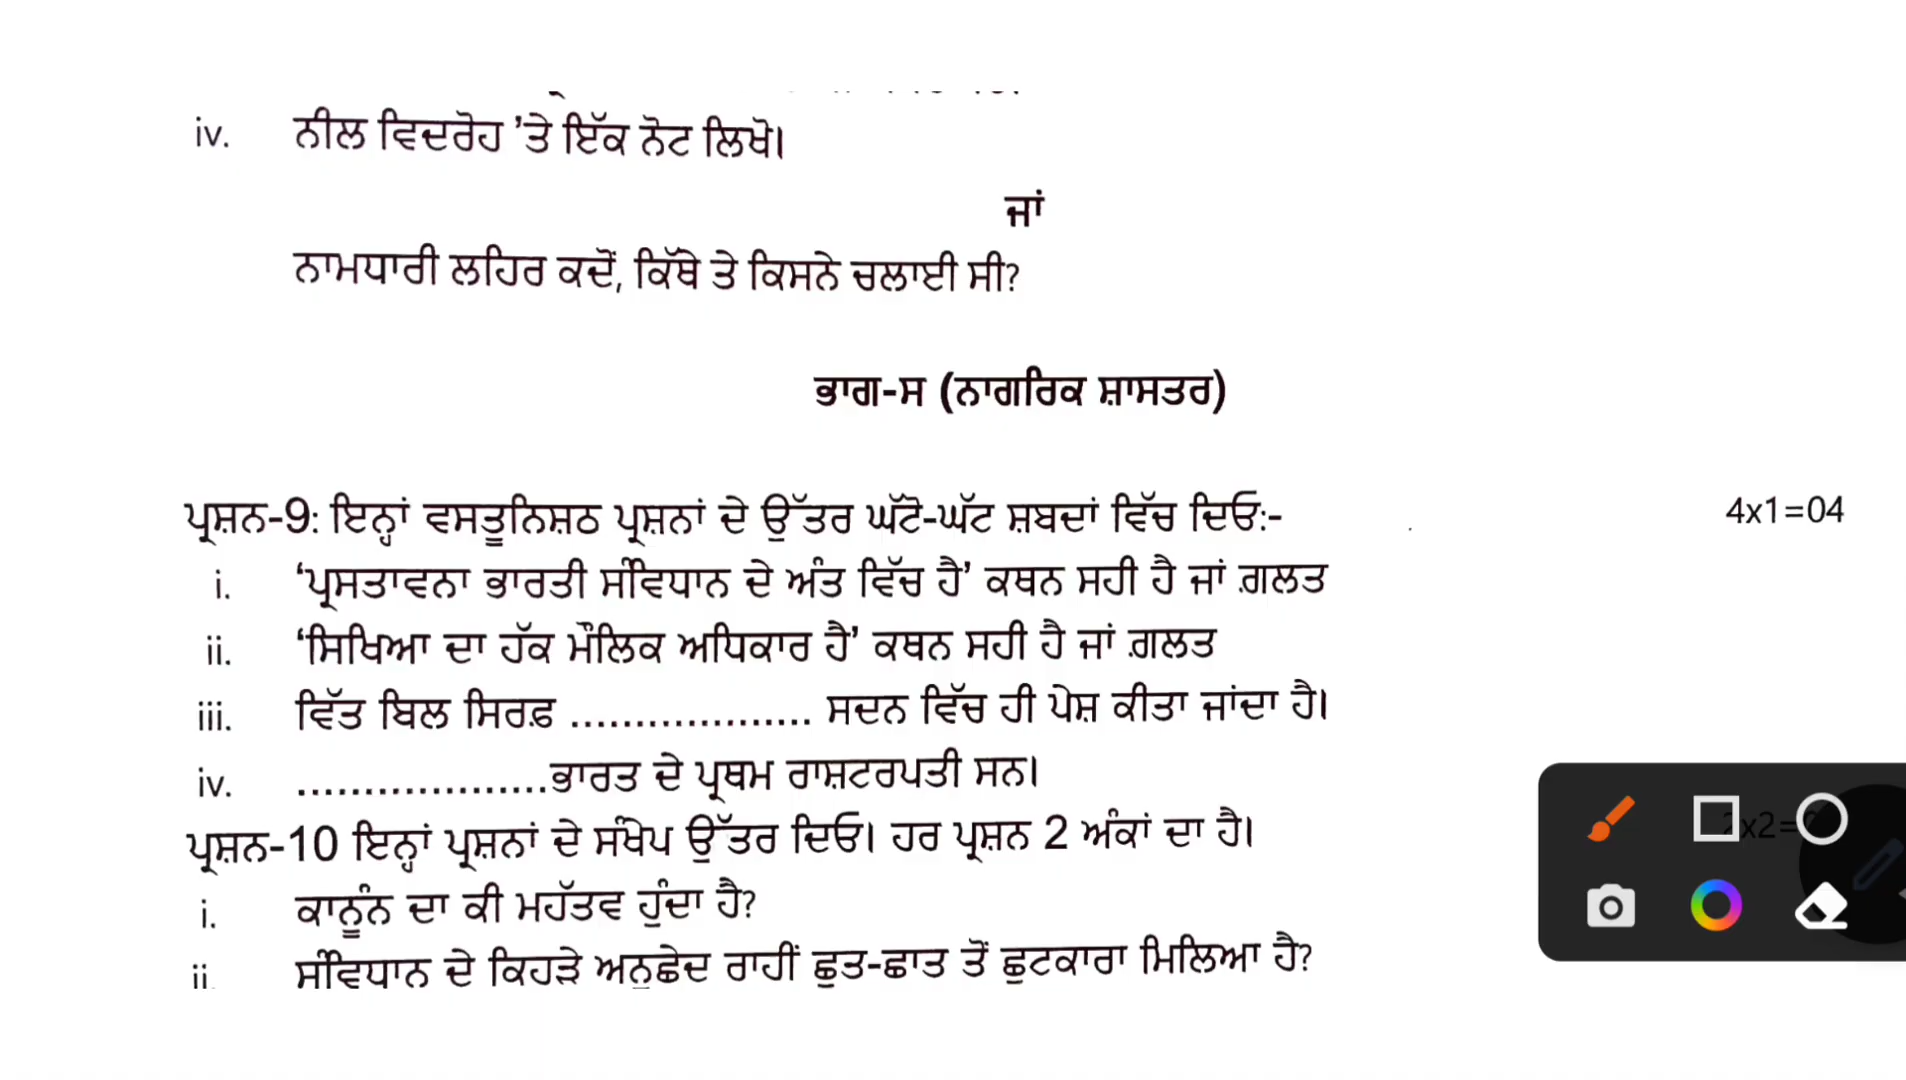 iv. ਨੀਲ ਵਿਦਰੋਹ 'ਤੇ ਇੱਕ ਨੋਟ ਲਿਖੋ।
ਜਾਂ
ਨਾਮਧਾਰੀ ਲਹਿਰ ਕਦੋਂ, ਕਿੱਥੇ ਤੇ ਕਿਸਨੇ ਚਲਾਈ ਸੀ?
ਭਾਗ-ਸ (ਨਾਗਰਿਕ ਸ਼ਾਸਤਰ)
ਪ੍ਰਸ਼ਨ-9: ਇਨ੍ਹਾਂ ਵਸਤੂਨਿਸ਼ਠ ਪ੍ਰਸ਼ਨਾਂ ਦੇ ਉੱਤਰ ਘੱਟੋ-ਘੱਟ ਸ਼ਬਦਾਂ ਵਿੱਚ ਦਿਓ:- 4x1=04
i. 'ਪ੍ਰਸਤਾਵਨਾ ਭਾਰਤੀ ਸੰਵਿਧਾਨ ਦੇ ਅੰਤ ਵਿੱਚ ਹੈ' ਕਥਨ ਸਹੀ ਹੈ ਜਾਂ ਗ਼ਲਤ
ii. 'ਸਿਖਿਆ ਦਾ ਹੱਕ ਮੌਲਿਕ ਅਧਿਕਾਰ ਹੈ' ਕਥਨ ਸਹੀ ਹੈ ਜਾਂ ਗ਼ਲਤ
iii. ਵਿੱਤ ਬਿਲ ਸਿਰਫ਼ ................... ਸਦਨ ਵਿੱਚ ਹੀ ਪੇਸ਼ ਕੀਤਾ ਜਾਂਦਾ ਹੈ।
iv. ...................ਭਾਰਤ ਦੇ ਪ੍ਰਥਮ ਰਾਸ਼ਟਰਪਤੀ ਸਨ।
ਪ੍ਰਸ਼ਨ-10 ਇਨ੍ਹਾਂ ਪ੍ਰਸ਼ਨਾਂ ਦੇ ਸੰਖੇਪ ਉੱਤਰ ਦਿਓ। ਹਰ ਪ੍ਰਸ਼ਨ 2 ਅੰਕਾਂ ਦਾ ਹੈ।
i. ਕਾਨੂੰਨ ਦਾ ਕੀ ਮਹੱਤਵ ਹੁੰਦਾ ਹੈ?
ii. ਸੰਵਿਧਾਨ ਦੇ ਕਿਹੜੇ ਅਨੁਛੇਦ ਰਾਹੀਂ ਛੁਤ-ਛਾਤ ਤੋਂ ਛੁਟਕਾਰਾ ਮਿਲਿਆ ਹੈ?